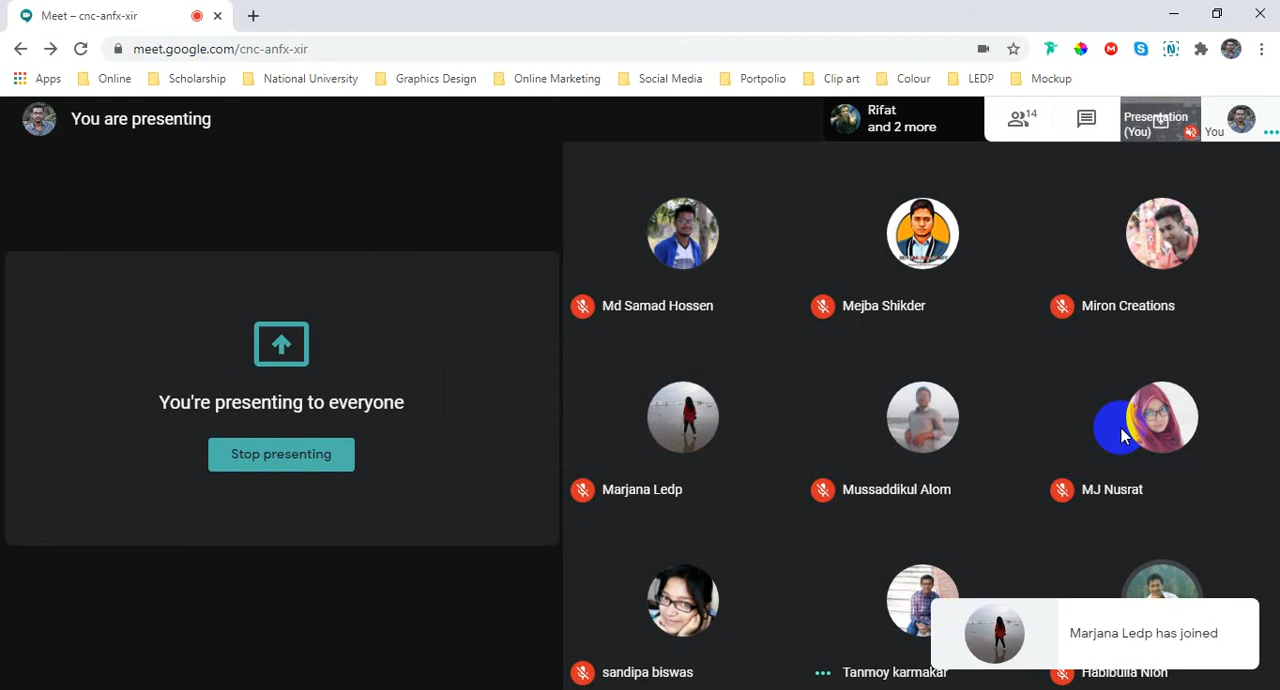 Meet – cnc-anfx-xir
meet.google.com/cnc-anfx-xir
Apps Online Scholarship National University Graphics Design Online Marketing Social Media Portpolio Clip art Colour LEDP Mockup
You are presenting
Rifat
and 2 more
14
Presentation
(You)
You
Md Samad Hossen
Mejba Shikder
Miron Creations
You're presenting to everyone
Stop presenting
Marjana Ledp
Mussaddikul Alom
MJ Nusrat
sandipa biswas
Tanmoy karmakar
Marjana Ledp has joined